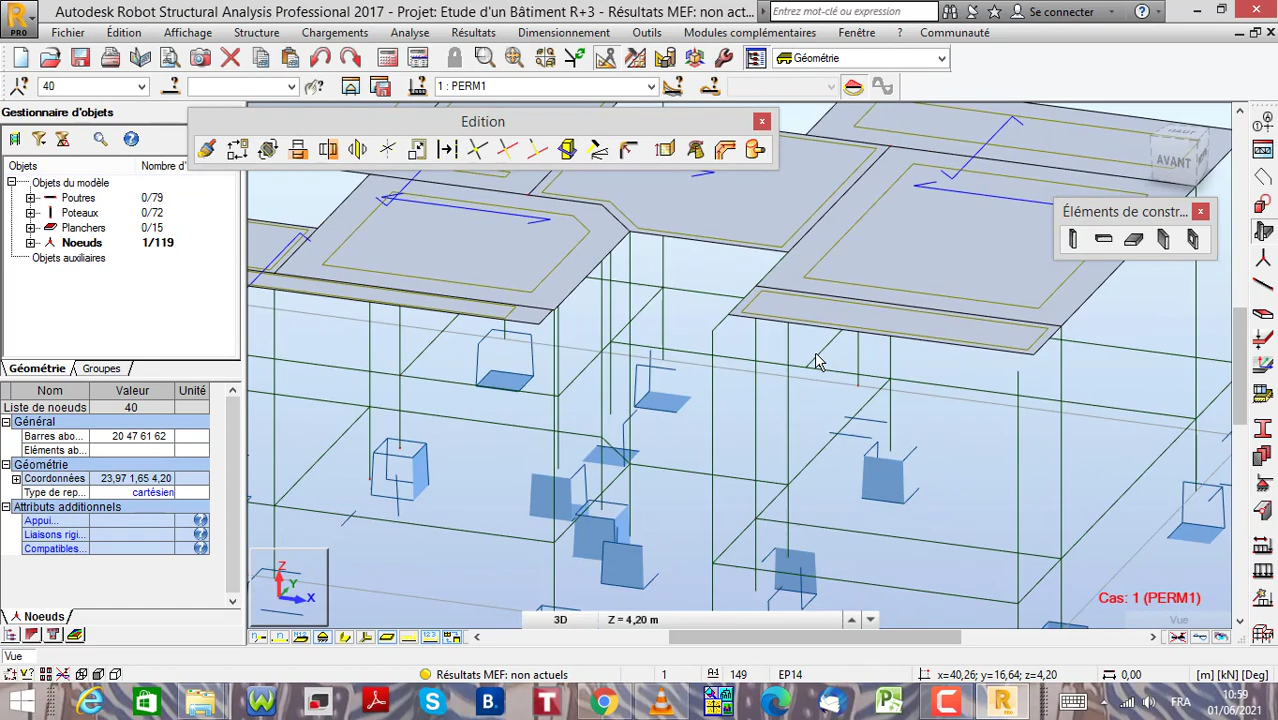 Autodesk Robot Structural Analysis Professional 2017 - Projet: Etude d'un Bâtiment R+3 - Résultats MEF: non act...
Entrez mot-clé ou expression
Se connecter
PRO
Fichier Édition Affichage Structure Chargements Analyse Résultats Dimensionnement Outils Modules complémentaires Fenêtre ? Communauté
Géométrie
40
1 : PERM1
Gestionnaire d'objets
Edition
Objets Nombre d'
Objets du modèle
Poutres 0/79
Poteaux 0/72
Planchers 0/15
Noeuds 1/119
Objets auxiliaires
AVANT
Éléments de constr...
Géométrie Groupes
Nom Valeur Unité
Liste de noeuds 40
Général
Barres abo... 20 47 61 62
Eléments ab...
Géométrie
Coordonnées 23,97 1,65 4,20
Type de rep... cartésien
Attributs additionnels
Appui...
Liaisons rigi...
Compatibles...
Z
Y
X
Cas: 1 (PERM1)
Noeuds
3D Z = 4,20 m
Vue
Vue
Résultats MEF: non actuels
1
149
EP14
x=40,26; y=16,64; z=4,20
0,00
[m] [kN] [Deg]
FRA
10:59
01/06/2021